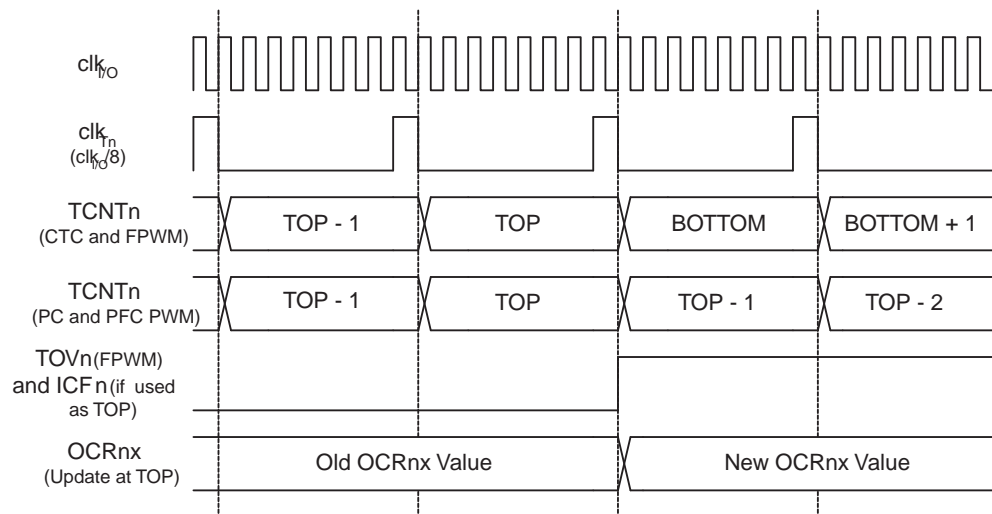 clkI/O
clkTn
(clkI/O/8)
TCNTn
(CTC and FPWM)
TOP - 1
TOP
BOTTOM
BOTTOM + 1
TCNTn
(PC and PFC PWM)
TOP - 1
TOP
TOP - 1
TOP - 2
TOVn(FPWM)
and ICFn(if used
as TOP)
OCRnx
(Update at TOP)
Old OCRnx Value
New OCRnx Value